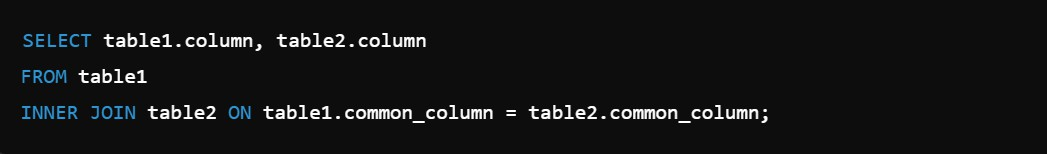 SELECT table1.column, table2.column
FROM table1
INNER JOIN table2 ON table1.common_column = table2.common_column;